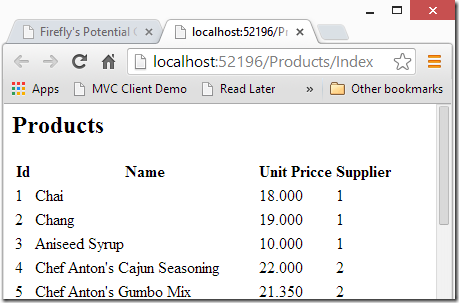 Firefly's Potential
localhost:52196/Pr
localhost:52196/Products/Index
Apps MVC Client Demo Read Later » Other bookmarks
Products
Id Name Unit Pricce Supplier
1 Chai 18.000 1
2 Chang 19.000 1
3 Aniseed Syrup 10.000 1
4 Chef Anton's Cajun Seasoning 22.000 2
5 Chef Anton's Gumbo Mix 21.350 2